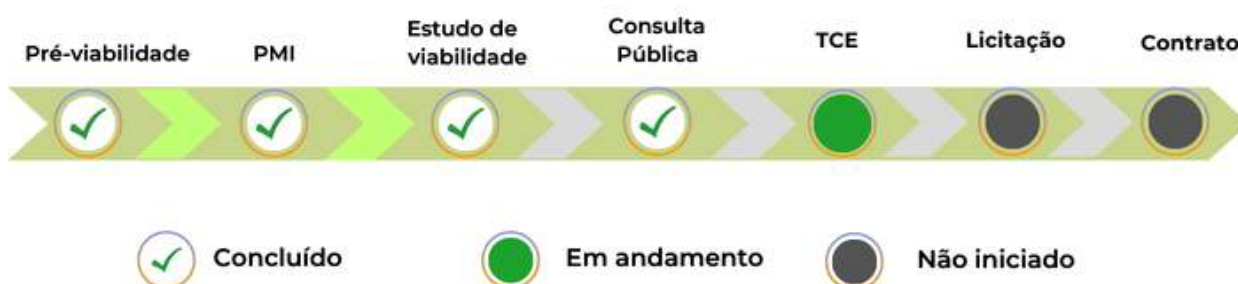 Pré-viabilidade
PMI
Estudo de
viabilidade
Consulta
Pública
TCE
Licitação
Contrato
Concluído
Em andamento
Não iniciado